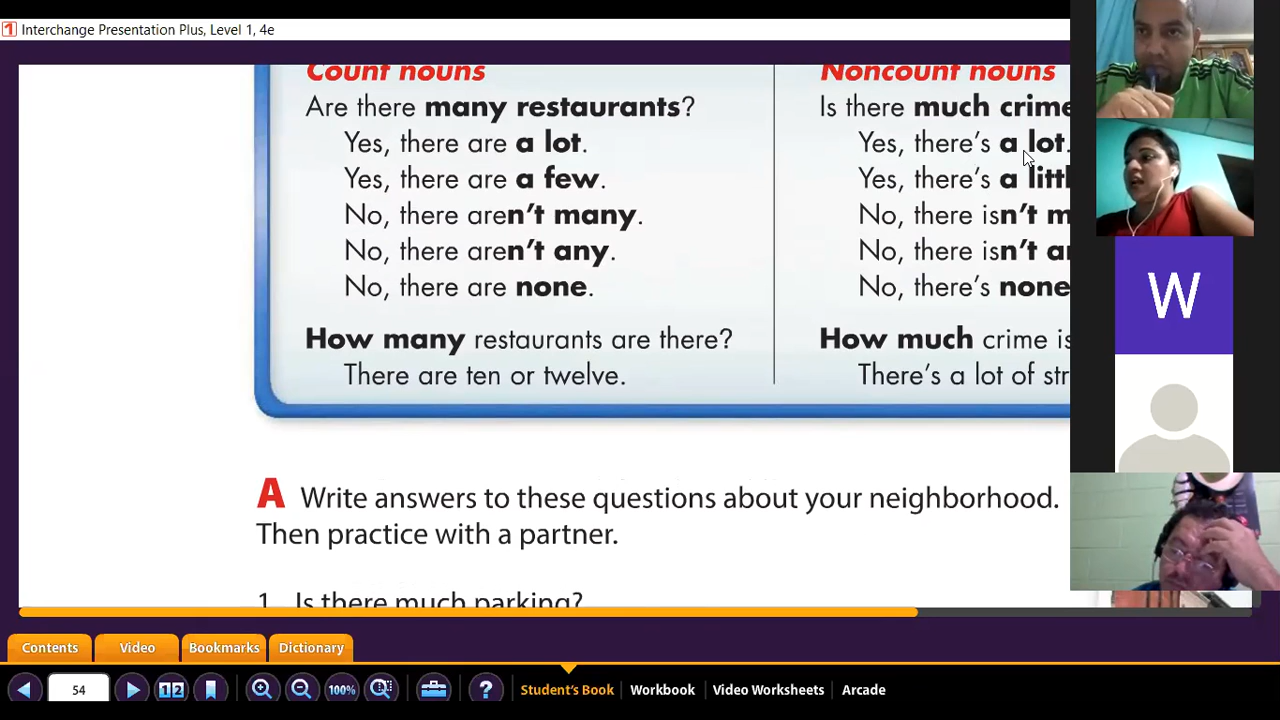 Interchange Presentation Plus, Level 1, 4e
Count nouns
Are there many restaurants?
Yes, there are a lot.
Yes, there are a few.
No, there aren't many.
No, there aren't any.
No, there are none.
How many restaurants are there?
There are ten or twelve.
Noncount nouns
Is there much crime
Yes, there's a lot.
Yes, there's a
No, there isn't
No, there isn't
No, there's none
How much crime is
There's a lot of
A Write answers to these questions about your neighborhood.
Then practice with a partner.
1. Is there much parking?
W
Contents Video Bookmarks Dictionary
54 12 100% ? Student's Book Workbook Video Worksheets Arcade